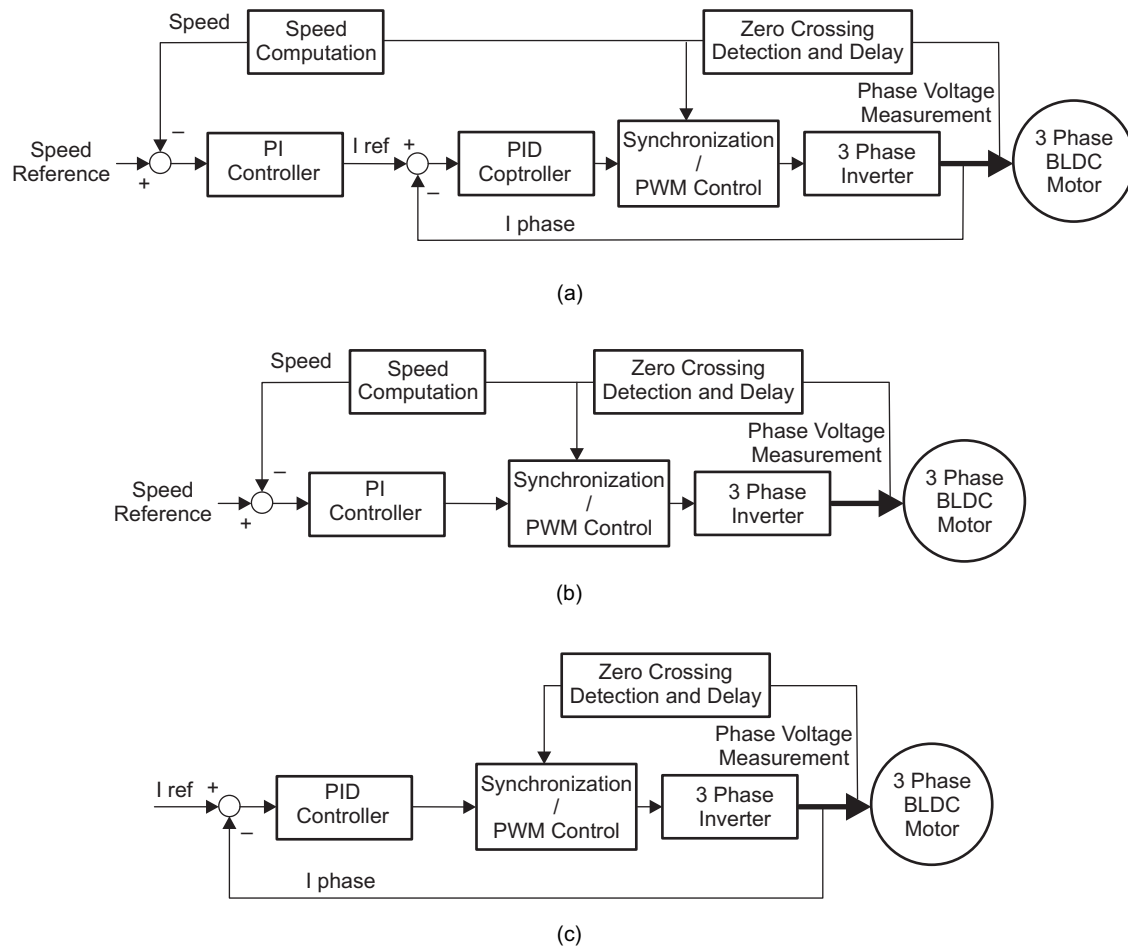 Speed
Speed
Computation
Zero Crossing
Detection and Delay
Phase Voltage
Measurement
Speed
Reference
–
+
PI
Controller
I ref
+
–
PID
Coptroller
Synchronization
/
PWM Control
3 Phase
Inverter
3 Phase
BLDC
Motor
I phase
(a)
Speed
Speed
Computation
Zero Crossing
Detection and Delay
Phase Voltage
Measurement
Speed
Reference
–
+
PI
Controller
Synchronization
/
PWM Control
3 Phase
Inverter
3 Phase
BLDC
Motor
(b)
Zero Crossing
Detection and Delay
Phase Voltage
Measurement
I ref
+
–
PID
Controller
Synchronization
/
PWM Control
3 Phase
Inverter
3 Phase
BLDC
Motor
I phase
(c)